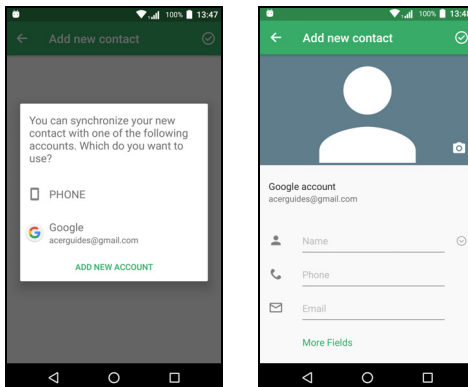 100% 13:47
Add new contact
You can synchronize your new
contact with one of the following
accounts. Which do you want to
use?
PHONE
Google
acerguides@gmail.com
ADD NEW ACCOUNT
100% 13:48
Add new contact
Google account
acerguides@gmail.com
Name
Phone
Email
More Fields